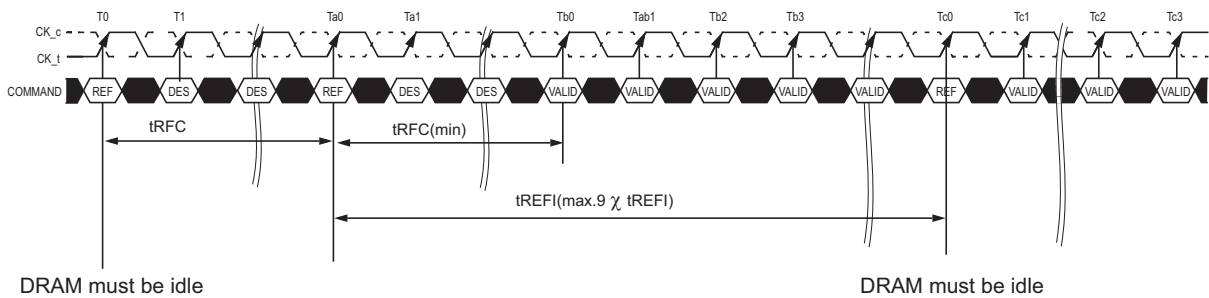 T0 T1 Ta0 Ta1 Tb0 Tab1 Tb2 Tb3 Tc0 Tc1 Tc2 Tc3
CK_c
CK_t
COMMAND REF DES DES REF DES DES VALID VALID VALID VALID VALID REF VALID VALID VALID
tRFC tRFC(min)
tREFI(max.9 χ tREFI)
DRAM must be idle DRAM must be idle